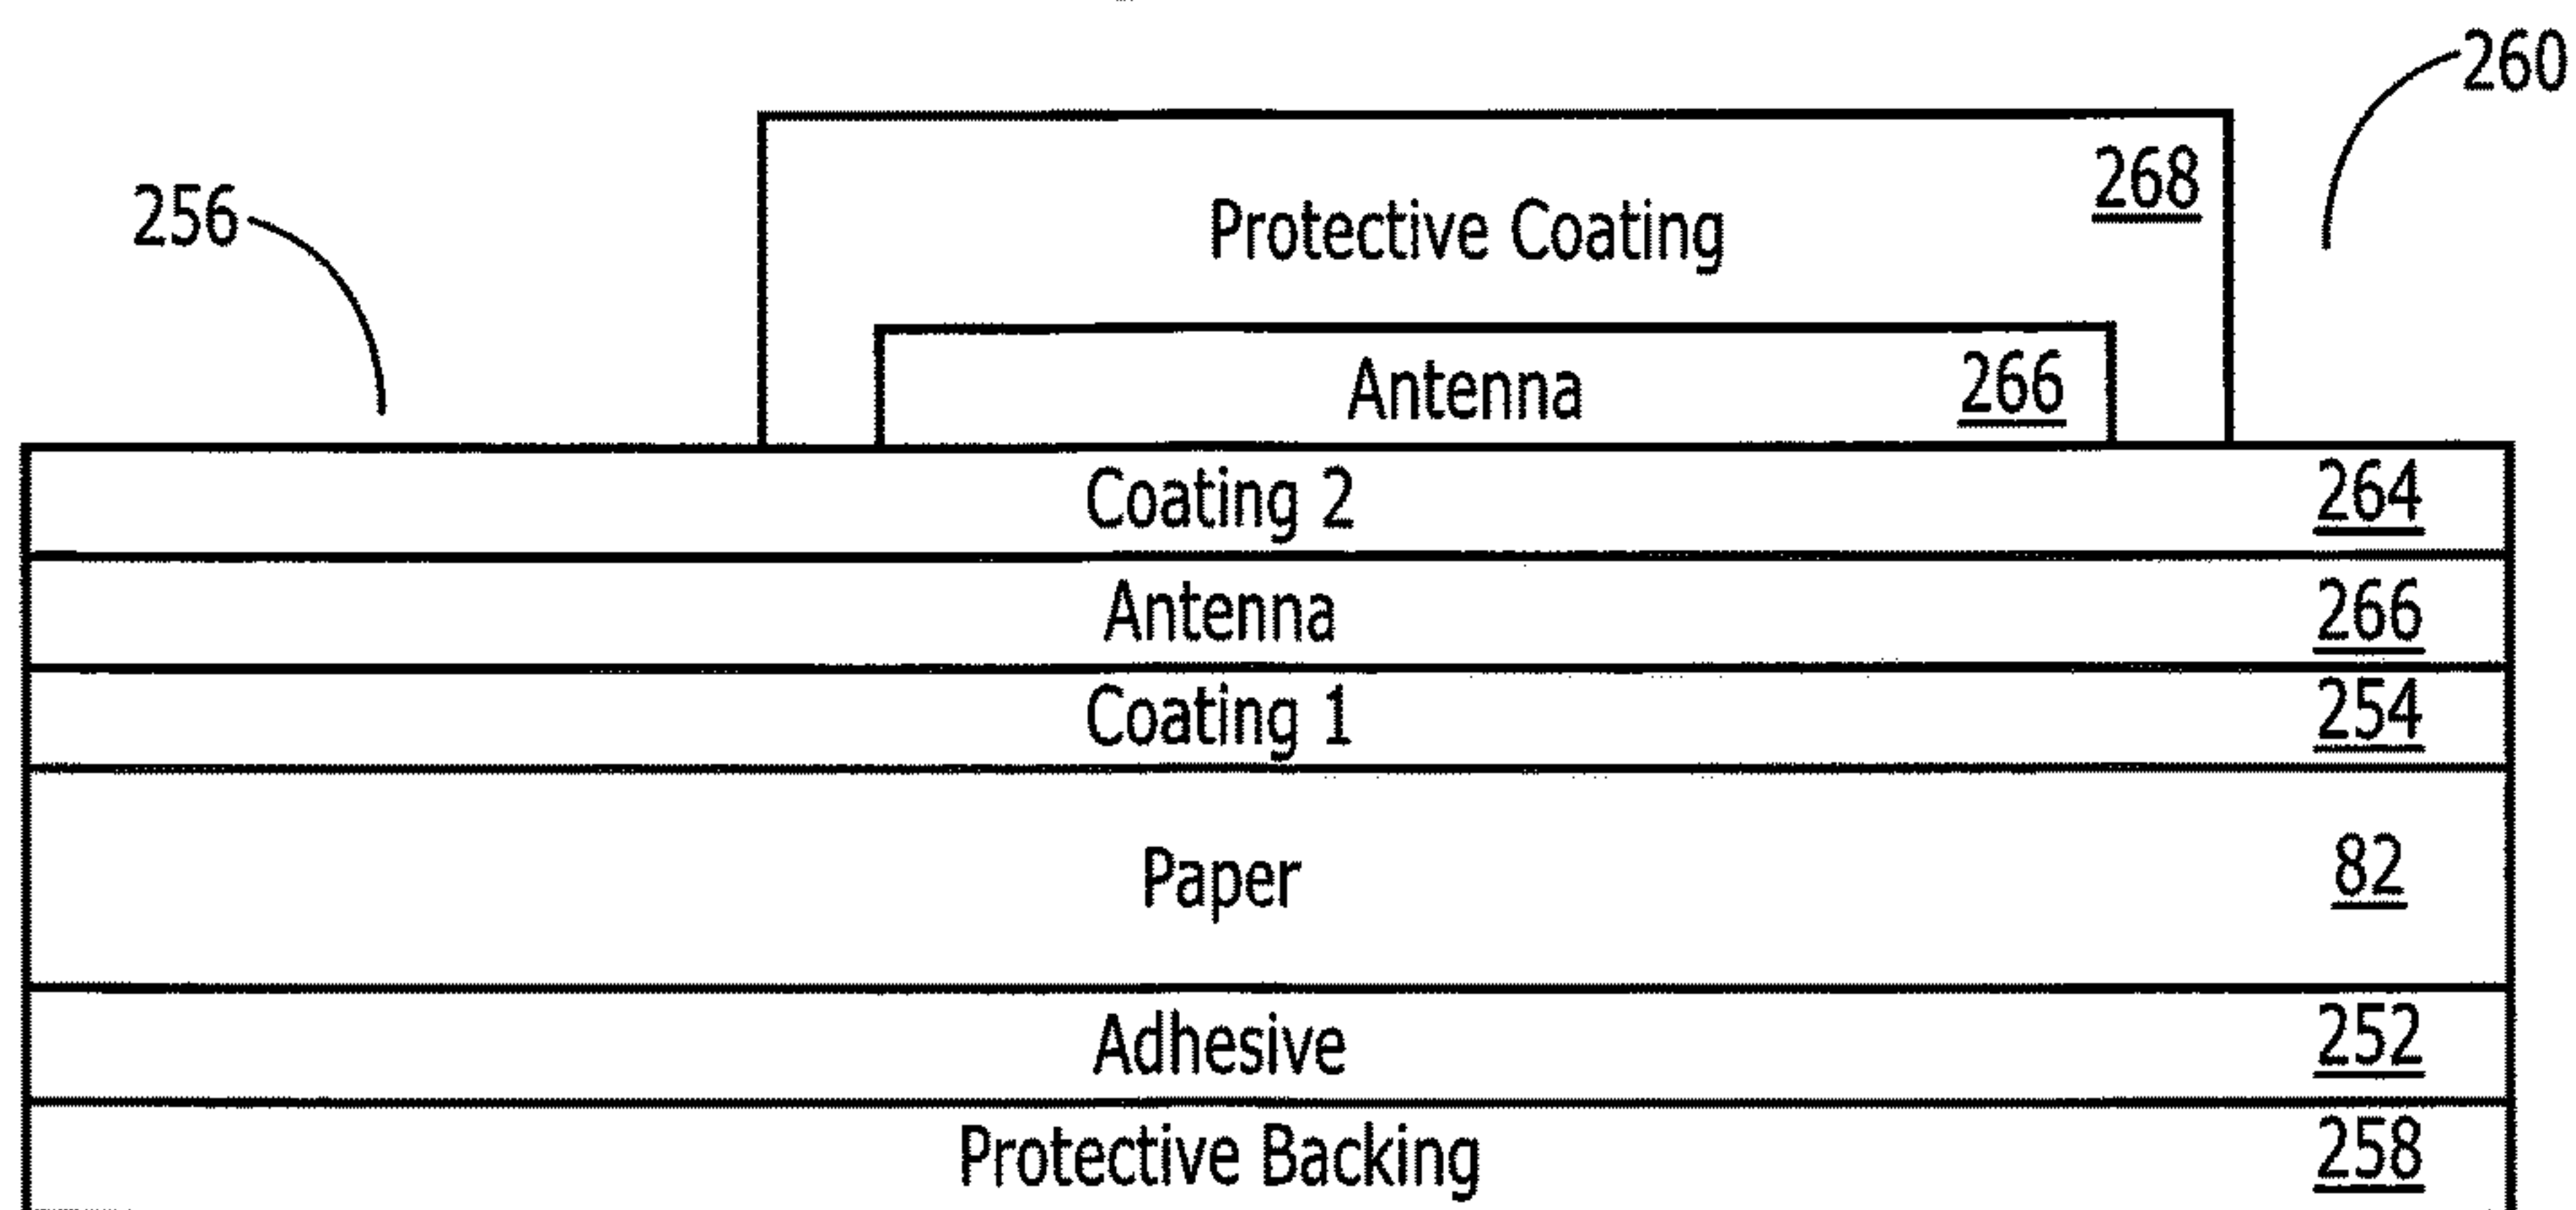 260
256
Protective Coating 268
Antenna 266
Coating 2 264
Antenna 266
Coating 1 254
Paper 82
Adhesive 252
Protective Backing 258